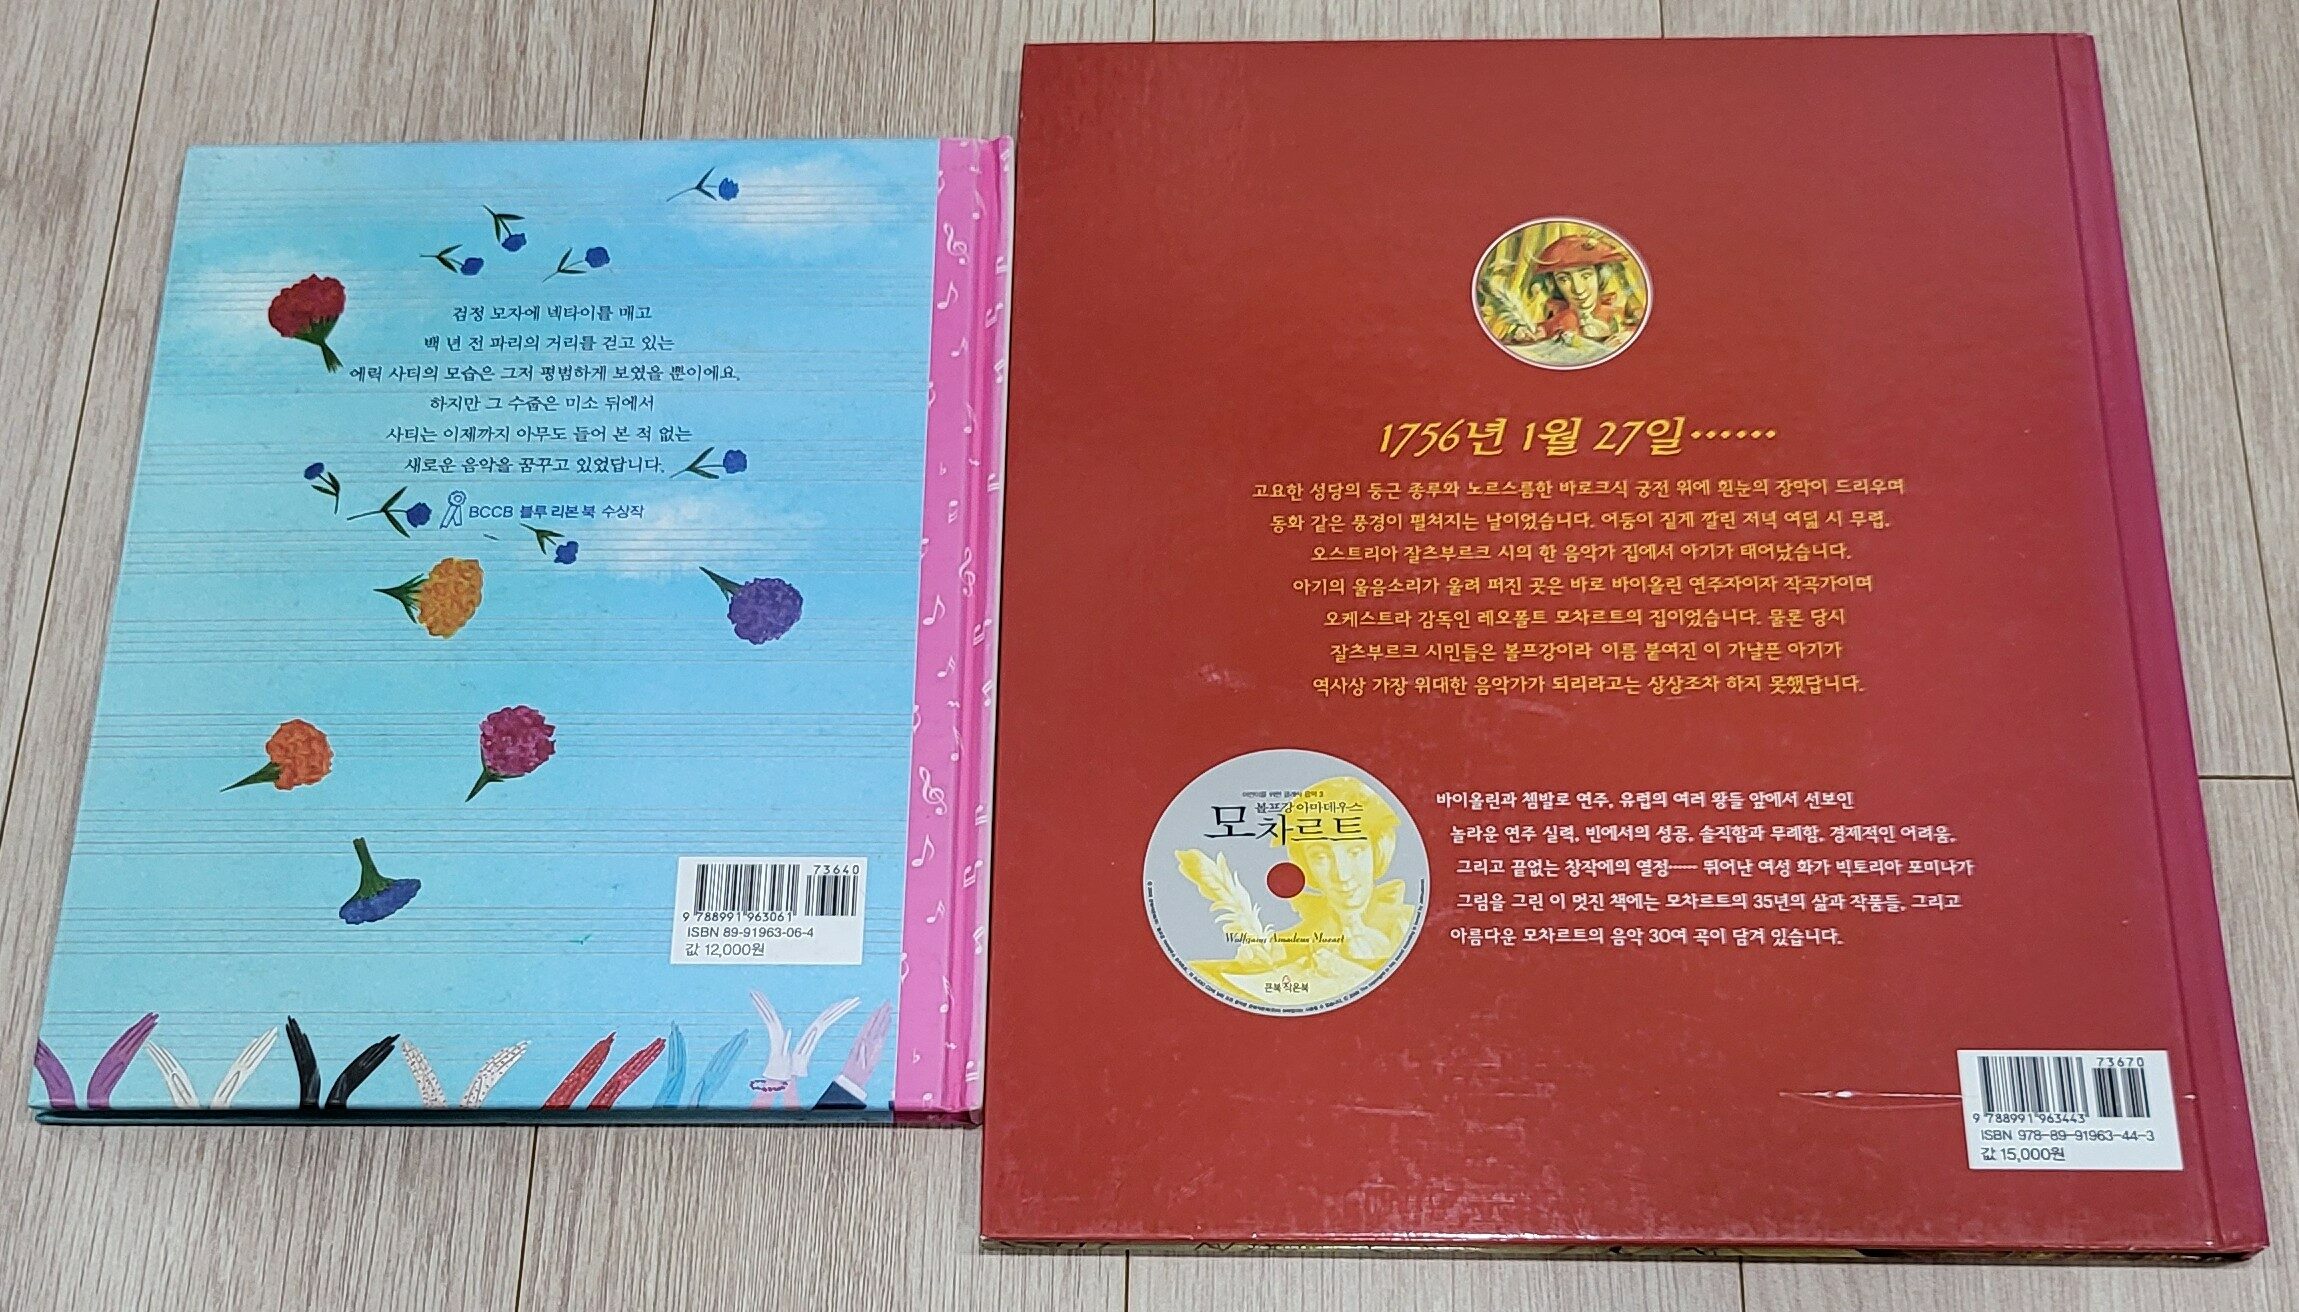 검정 모자에 넥타이를 매고
백 년 전 파리의 거리를 걷고 있는
에릭 사티의 모습은 그저 평범하게 보였을 뿐이에요.
하지만 그 수줍은 미소 뒤에서
사티는 이제까지 아무도 들어 본 적 없는
새로운 음악을 꿈꾸고 있었답니다.
BCCB 블루 리본 북 수상작
73640
9 788991 963061
ISBN 89-91963-06-4
값 12,000원
1756년 1월 27일······
고요한 성당의 둥근 종루와 노르스름한 바로크식 궁전 위에 흰눈의 장막이 드리우며
동화 같은 풍경이 펼쳐지는 날이었습니다. 어둠이 짙게 깔린 저녁 여덟 시 무렵,
오스트리아 잘츠부르크 시의 한 음악가 집에서 아기가 태어났습니다.
아기의 울음소리가 울려 퍼진 곳은 바로 바이올린 연주자이자 작곡가이며
오케스트라 감독인 레오폴트 모차르트의 집이었습니다. 물론 당시
잘츠부르크 시민들은 볼프강이라 이름 붙여진 이 가냘픈 아기가
역사상 가장 위대한 음악가가 되리라고는 상상조차 하지 못했답니다.
어린이를 위한 클래식 음악 3
볼프강 아마데우스
모차르트
Wolfgang Amadeus Mozart
큰북작은북
바이올린과 쳄발로 연주, 유럽의 여러 왕들 앞에서 선보인
놀라운 연주 실력, 빈에서의 성공, 솔직함과 무례함, 경제적인 어려움,
그리고 끝없는 창작에의 열정…… 뛰어난 여성 화가 빅토리아 포미나가
그림을 그린 이 멋진 책에는 모차르트의 35년의 삶과 작품들, 그리고
아름다운 모차르트의 음악 30여 곡이 담겨 있습니다.
73670
9 788991 963443
ISBN 978-89-91963-44-3
값 15,000원